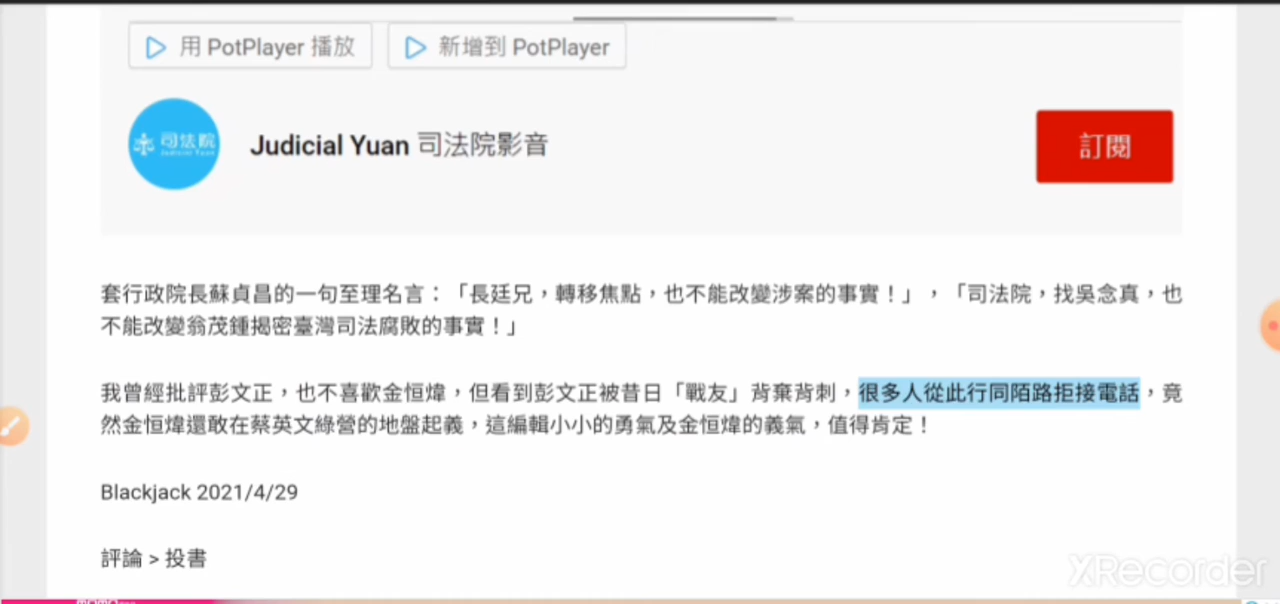 用 PotPlayer 播放
新增到 PotPlayer
司法院
Judicial Yuan
Judicial Yuan 司法院影音
訂閱
套行政院長蘇貞昌的一句至理名言：「長廷兄，轉移焦點，也不能改變涉案的事實！」，「司法院，找吳念真，也
不能改變翁茂鍾揭密臺灣司法腐敗的事實！」
我曾經批評彭文正，也不喜歡金恒煒，但看到彭文正被昔日「戰友」背棄背刺，很多人從此行同陌路拒接電話，竟
然金恒煒還敢在蔡英文綠營的地盤起義，這編輯小小的勇氣及金恒煒的義氣，值得肯定！
Blackjack 2021/4/29
評論 > 投書
XRecorder